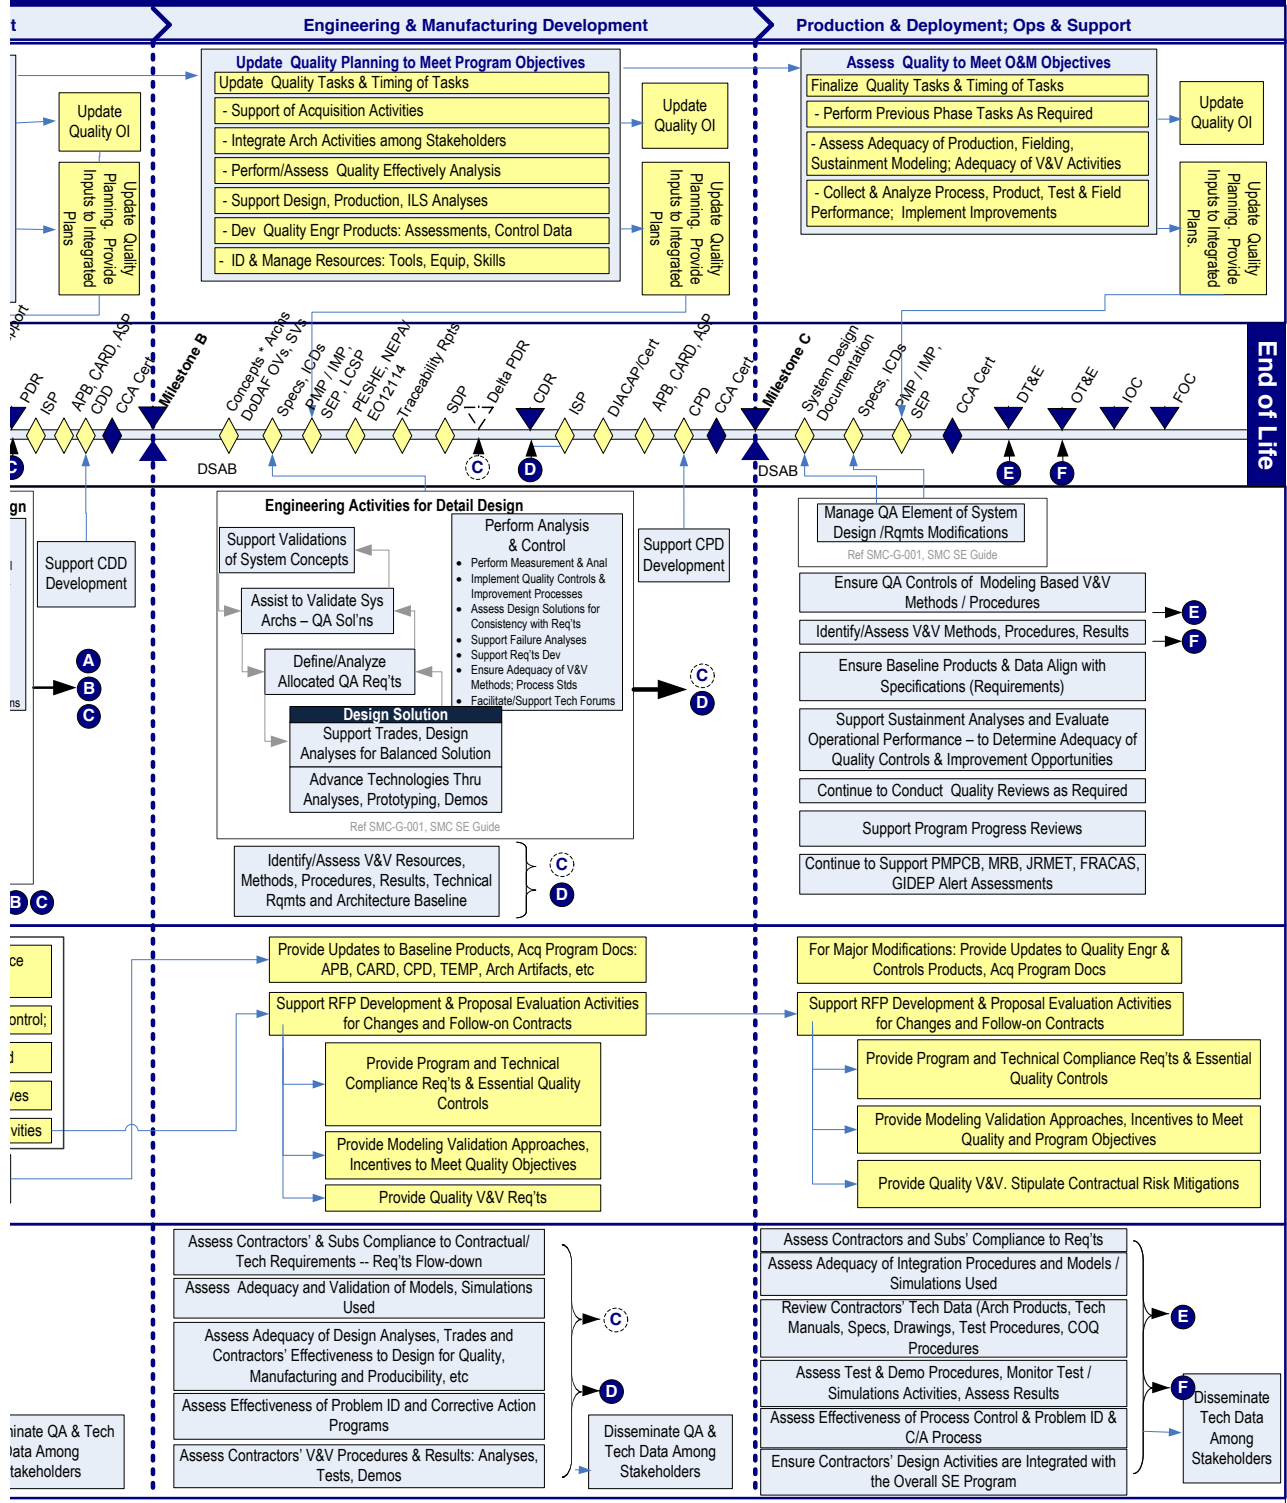 t
Engineering & Manufacturing Development
Production & Deployment; Ops & Support
Update Quality OI
Update Quality Planning. Provide Inputs to Integrated Plans
Update Quality Planning to Meet Program Objectives
Update Quality Tasks & Timing of Tasks
- Support of Acquisition Activities
- Integrate Arch Activities among Stakeholders
- Perform/Assess Quality Effectively Analysis
- Support Design, Production, ILS Analyses
- Dev Quality Engr Products: Assessments, Control Data
- ID & Manage Resources: Tools, Equip, Skills
Update
Quality OI
Update Quality
Planning. Provide
Inputs to Integrated
Plans
Assess Quality to Meet O&M Objectives
Finalize Quality Tasks & Timing of Tasks
- Perform Previous Phase Tasks As Required
- Assess Adequacy of Production, Fielding,
Sustainment Modeling; Adequacy of V&V Activities
- Collect & Analyze Process, Product, Test & Field
Performance; Implement Improvements
Update
Quality OI
Update Quality
Planning. Provide
Inputs to Integrated
Plans.
pport
PDR
ISP
APB, CARD, ASP
CDD
CCA Cert
Milestone B
Concepts * Archs
DoDAF OVs, SVs
Specs, ICDs
PMP / IMP,
SEP, LCSP
PESHE, NEPA/
EO12114
Traceability Rpts
SDP
Delta PDR
CDR
ISP
DIACAP/Cert
APB, CARD, ASP
CPD
CCA Cert
Milestone C
System Design
Documentation
Specs, ICDs
PMP / IMP,
SEP
CCA Cert
DT&E
OT&E
IOC
FOC
End of Life
DSAB
C
D
DSAB
E
F
C
gn
Support CDD
Development
A
B
C
ms
B C
Engineering Activities for Detail Design
Support Validations
of System Concepts
Assist to Validate Sys
Archs – QA Sol'ns
Define/Analyze
Allocated QA Req'ts
Design Solution
Support Trades, Design
Analyses for Balanced Solution
Advance Technologies Thru
Analyses, Prototyping, Demos
Ref SMC-G-001, SMC SE Guide
Perform Analysis
& Control
• Perform Measurement & Anal
• Implement Quality Controls &
Improvement Processes
• Assess Design Solutions for
Consistency with Req'ts
• Support Failure Analyses
• Support Req'ts Dev
• Ensure Adequacy of V&V
Methods; Process Stds
• Facilitate/Support Tech Forums
Support CPD
Development
C
D
Identify/Assess V&V Resources,
Methods, Procedures, Results, Technical
Rqmts and Architecture Baseline
C
D
Manage QA Element of System
Design /Rqmts Modifications
Ref SMC-G-001, SMC SE Guide
Ensure QA Controls of Modeling Based V&V
Methods / Procedures
E
Identify/Assess V&V Methods, Procedures, Results
F
Ensure Baseline Products & Data Align with
Specifications (Requirements)
Support Sustainment Analyses and Evaluate
Operational Performance – to Determine Adequacy of
Quality Controls & Improvement Opportunities
Continue to Conduct Quality Reviews as Required
Support Program Progress Reviews
Continue to Support PMPCB, MRB, JRMET, FRACAS,
GIDEP Alert Assessments
ce
ontrol;
d
ves
vities
Provide Updates to Baseline Products, Acq Program Docs:
APB, CARD, CPD, TEMP, Arch Artifacts, etc
Support RFP Development & Proposal Evaluation Activities
for Changes and Follow-on Contracts
Provide Program and Technical
Compliance Req'ts & Essential Quality
Controls
Provide Modeling Validation Approaches,
Incentives to Meet Quality Objectives
Provide Quality V&V Req'ts
For Major Modifications: Provide Updates to Quality Engr &
Controls Products, Acq Program Docs
Support RFP Development & Proposal Evaluation Activities
for Changes and Follow-on Contracts
Provide Program and Technical Compliance Req'ts & Essential
Quality Controls
Provide Modeling Validation Approaches, Incentives to Meet
Quality and Program Objectives
Provide Quality V&V. Stipulate Contractual Risk Mitigations
minate QA & Tech
Data Among
takeholders
Assess Contractors' & Subs Compliance to Contractual/
Tech Requirements -- Req'ts Flow-down
Assess Adequacy and Validation of Models, Simulations
Used
Assess Adequacy of Design Analyses, Trades and
Contractors' Effectiveness to Design for Quality,
Manufacturing and Producibility, etc
Assess Effectiveness of Problem ID and Corrective Action
Programs
Assess Contractors' V&V Procedures & Results: Analyses,
Tests, Demos
C
D
Disseminate QA &
Tech Data Among
Stakeholders
Assess Contractors and Subs' Compliance to Req'ts
Assess Adequacy of Integration Procedures and Models /
Simulations Used
Review Contractors' Tech Data (Arch Products, Tech
Manuals, Specs, Drawings, Test Procedures, COQ
Procedures
Assess Test & Demo Procedures, Monitor Test /
Simulations Activities, Assess Results
Assess Effectiveness of Process Control & Problem ID &
C/A Process
Ensure Contractors' Design Activities are Integrated with
the Overall SE Program
E
F
Disseminate
Tech Data
Among
Stakeholders